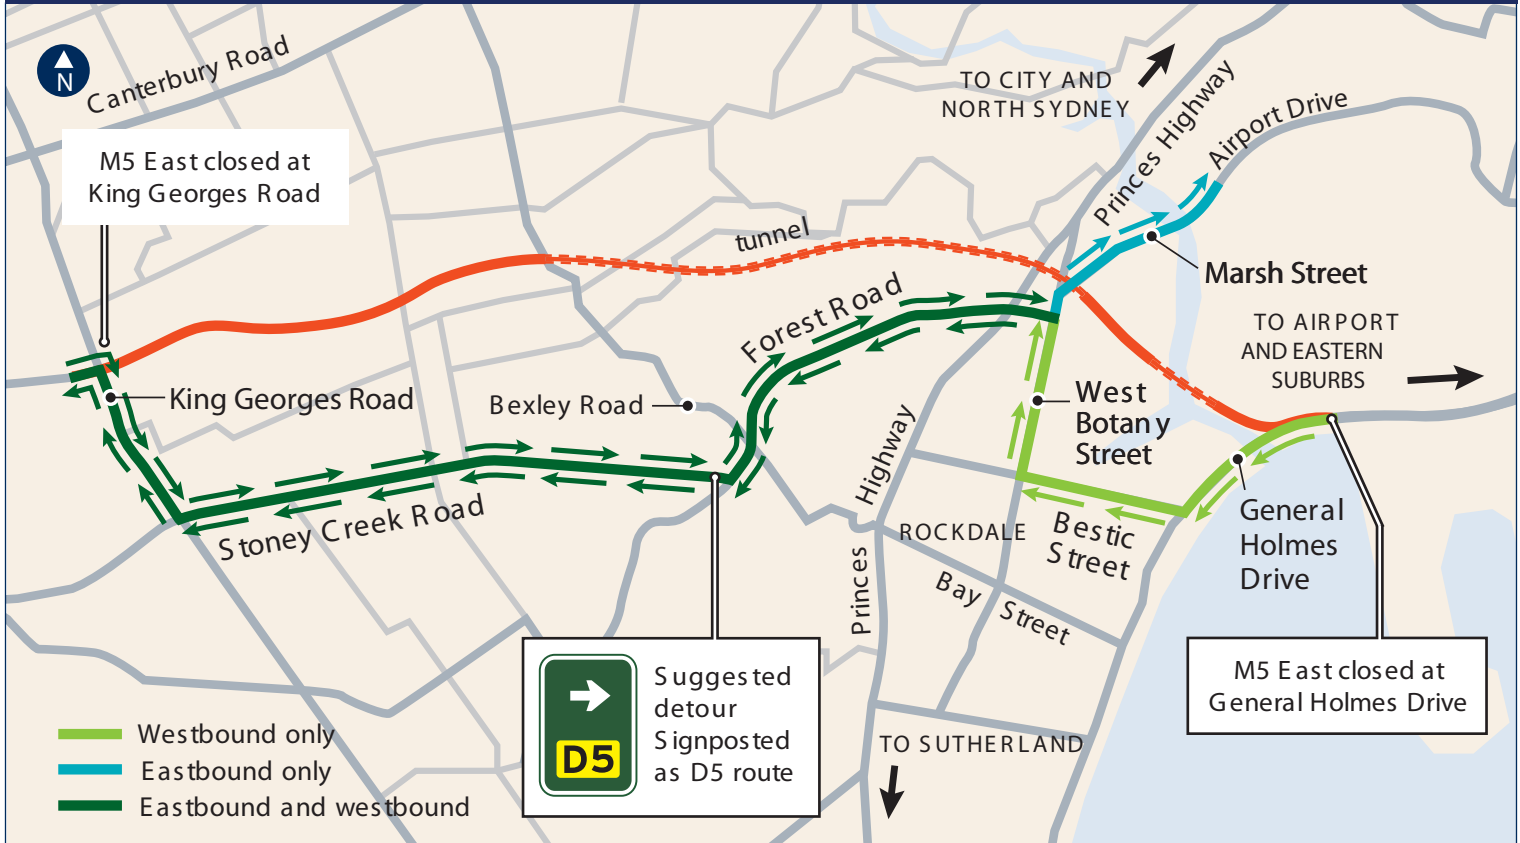 N
Canterbury Road
M5 East closed at
King Georges Road
TO CITY AND
NORTH SYDNEY
Princes Highway
Airport Drive
tunnel
Marsh Street
TO AIRPORT
AND EASTERN
SUBURBS
Forest Road
King Georges Road
Bexley Road
West
Botany
Street
Highway
Princes
Stoney Creek Road
ROCKDALE
Bestic
Street
General
Holmes
Drive
Bay Street
Suggested
detour
Signposted
as D5 route
D5
M5 East closed at
General Holmes Drive
TO SUTHERLAND
Westbound only
Eastbound only
Eastbound and westbound